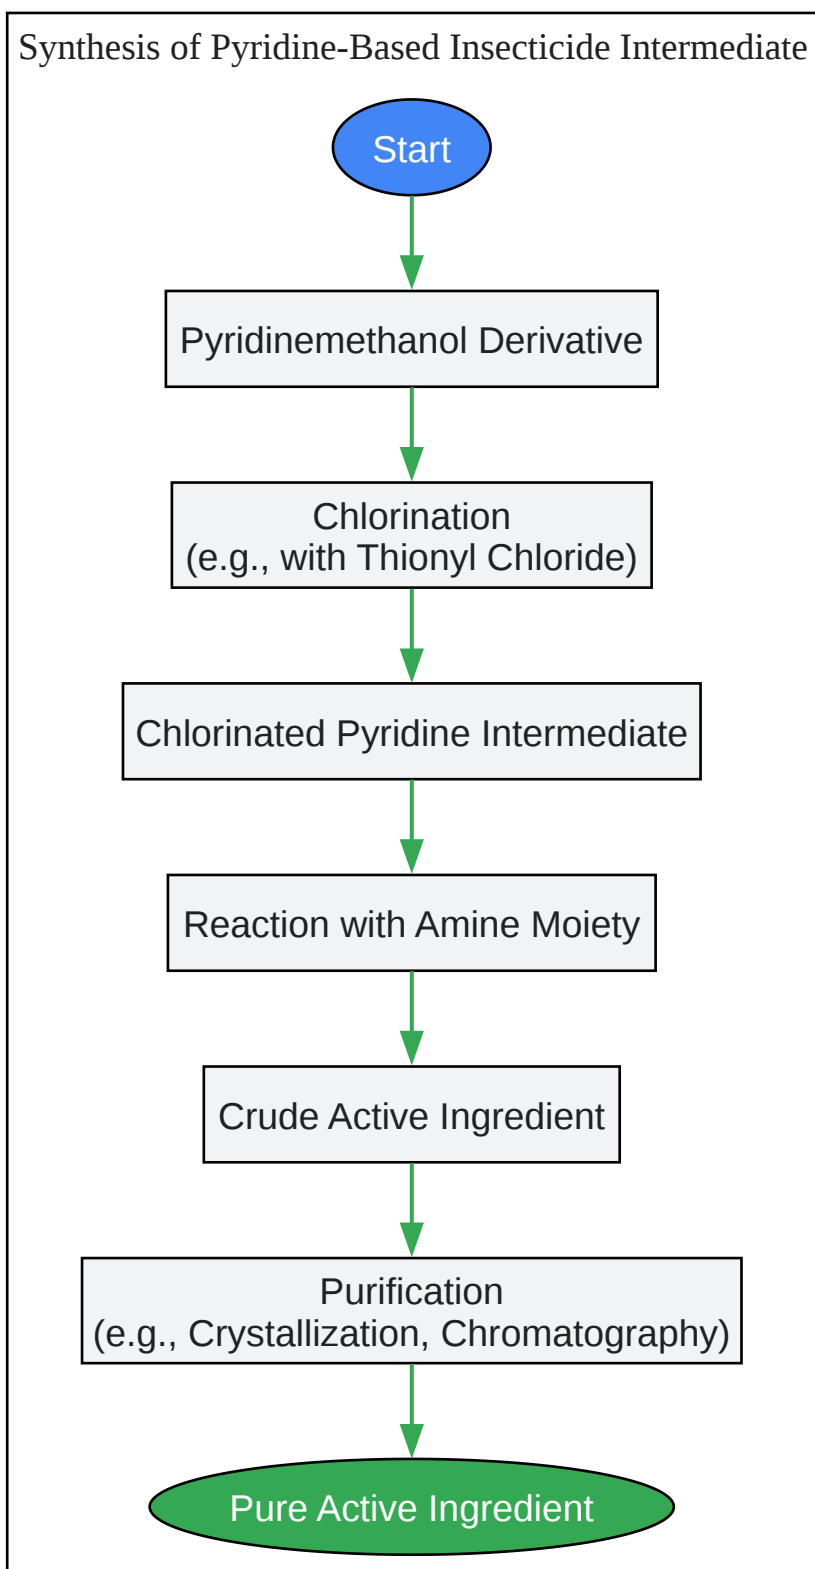 Synthesis of Pyridine-Based Insecticide Intermediate
Start
Pyridinemethanol Derivative
Chlorination
(e.g., with Thionyl Chloride)
Chlorinated Pyridine Intermediate
Reaction with Amine Moiety
Crude Active Ingredient
Purification
(e.g., Crystallization, Chromatography)
Pure Active Ingredient